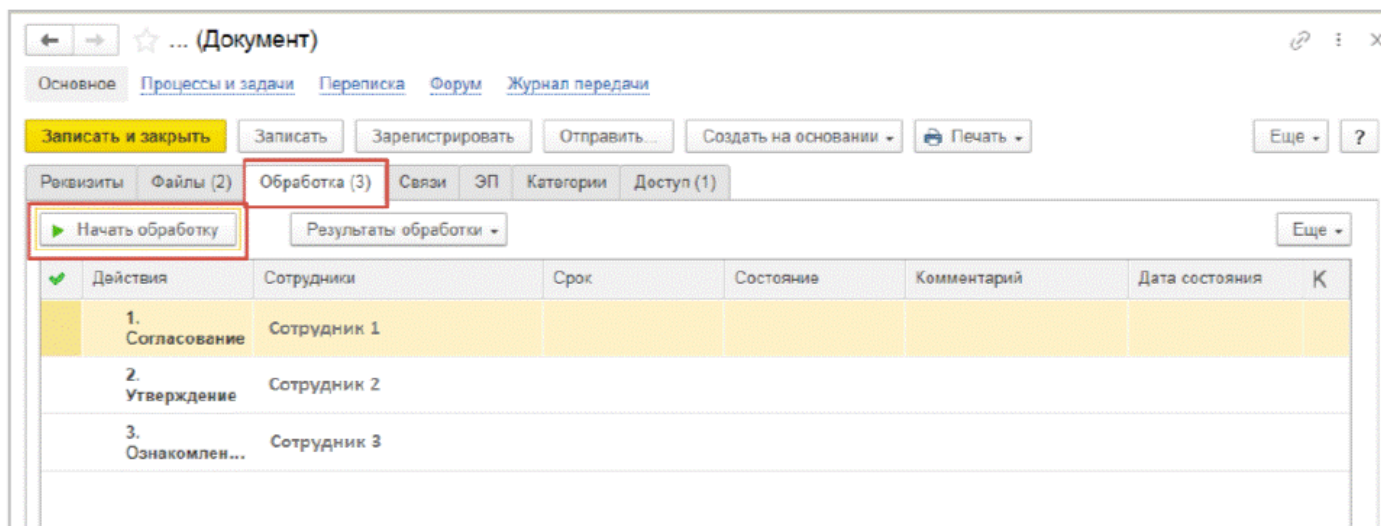 ... (Документ)
Основное Процессы и задачи Переписка Форум Журнал передачи
Записать и закрыть Записать Зарегистрировать Отправить... Создать на основании Печать Еще ?
Реквизиты Файлы (2) Обработка (3) Связи ЭП Категории Доступ (1)
Начать обработку Результаты обработки Еще
Действия Сотрудники Срок Состояние Комментарий Дата состояния К
1.
Согласование Сотрудник 1
2.
Утверждение Сотрудник 2
3.
Ознакомлен... Сотрудник 3